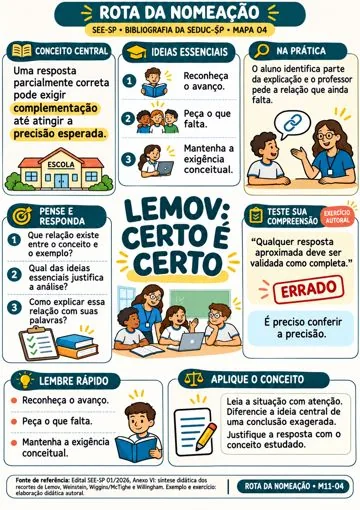 ROTA DA NOMEAÇÃO
SEE-SP • BIBLIOGRAFIA DA SEDUC-SP • MAPA 04
CONCEITO CENTRAL
Uma resposta
parcialmente correta
pode exigir
complementação
até atingir a
precisão esperada.
ESCOLA
IDEIAS ESSENCIAIS
1
Reconheça
o avanço.
2
Peça o que
falta.
3
Mantenha a
exigência
conceitual.
NA PRÁTICA
O aluno identifica parte
da explicação e o professor
pede a relação que ainda
falta.
PENSE E
RESPONDA
1
Que relação existe
entre o conceito e
o exemplo?
2
Qual das ideias
essenciais justifica
a análise?
3
Como explicar essa
relação com suas
palavras?
LEMOV:
CERTO É
CERTO
TESTE SUA
COMPREENSÃO
EXERCÍCIO
AUTORAL
“Qualquer resposta
aproximada deve ser
validada como completa.”
ERRADO
É preciso conferir
a precisão.
LEMBRE RÁPIDO
Reconheça o avanço.
Peça o que falta.
Mantenha a exigência
conceitual.
APLIQUE O CONCEITO
Leia a situação com atenção.
Diferencie a ideia central de
uma conclusão exagerada.
Justifique a resposta com o
conceito estudado.
Fonte de referência: Edital SEE-SP 01/2026, Anexo VI: síntese didática dos
recortes de Lemov, Weinstein, Wiggins/McTighe e Willingham. Exemplo e exercício:
elaboração didática autoral.
ROTA DA NOMEAÇÃO • M11-04